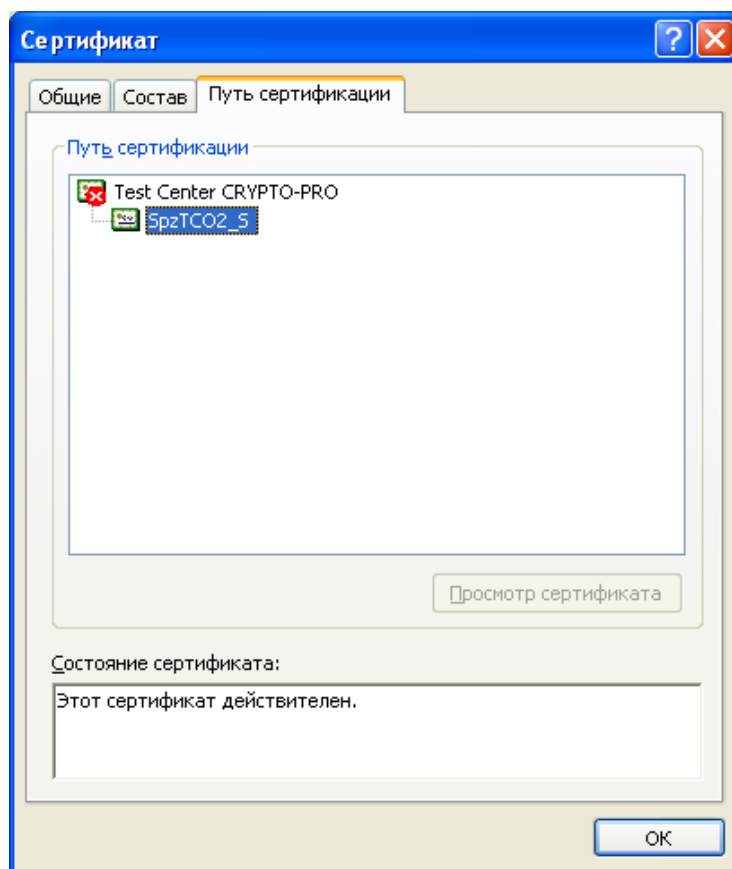 Сертификат
Общие Состав Путь сертификации
Путь сертификации
Test Center CRYPTO-PRO
SpzTCO2_S
Просмотр сертификата
Состояние сертификата:
Этот сертификат действителен.
ОК